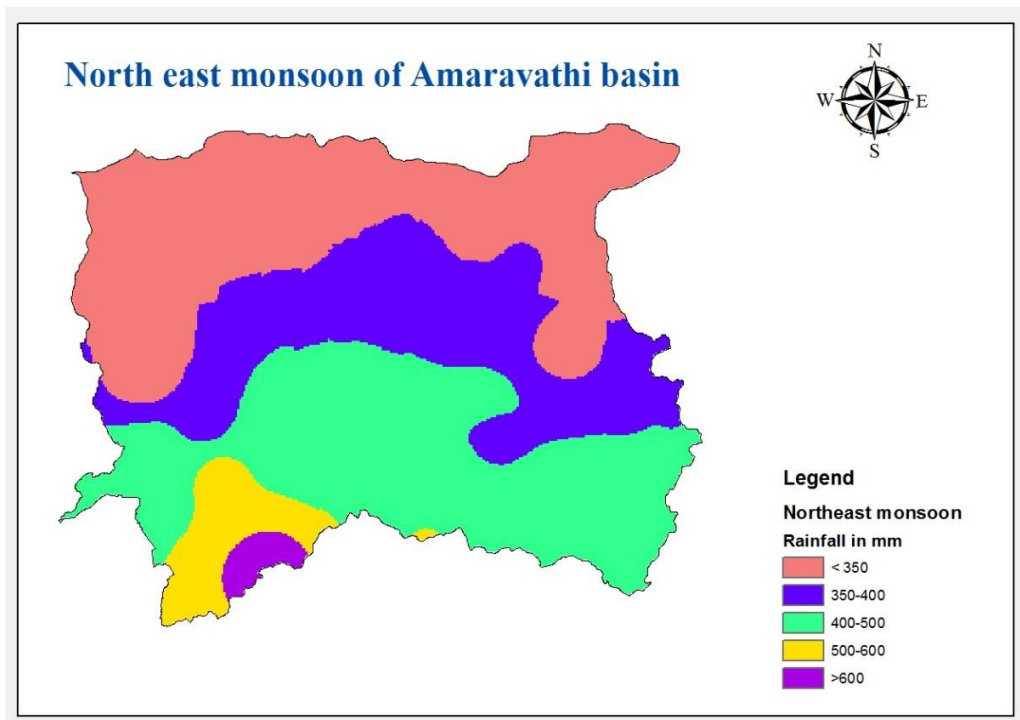 North east monsoon of Amaravathi basin
N
W E
S
Legend
Northeast monsoon
Rainfall in mm
< 350
350-400
400-500
500-600
>600